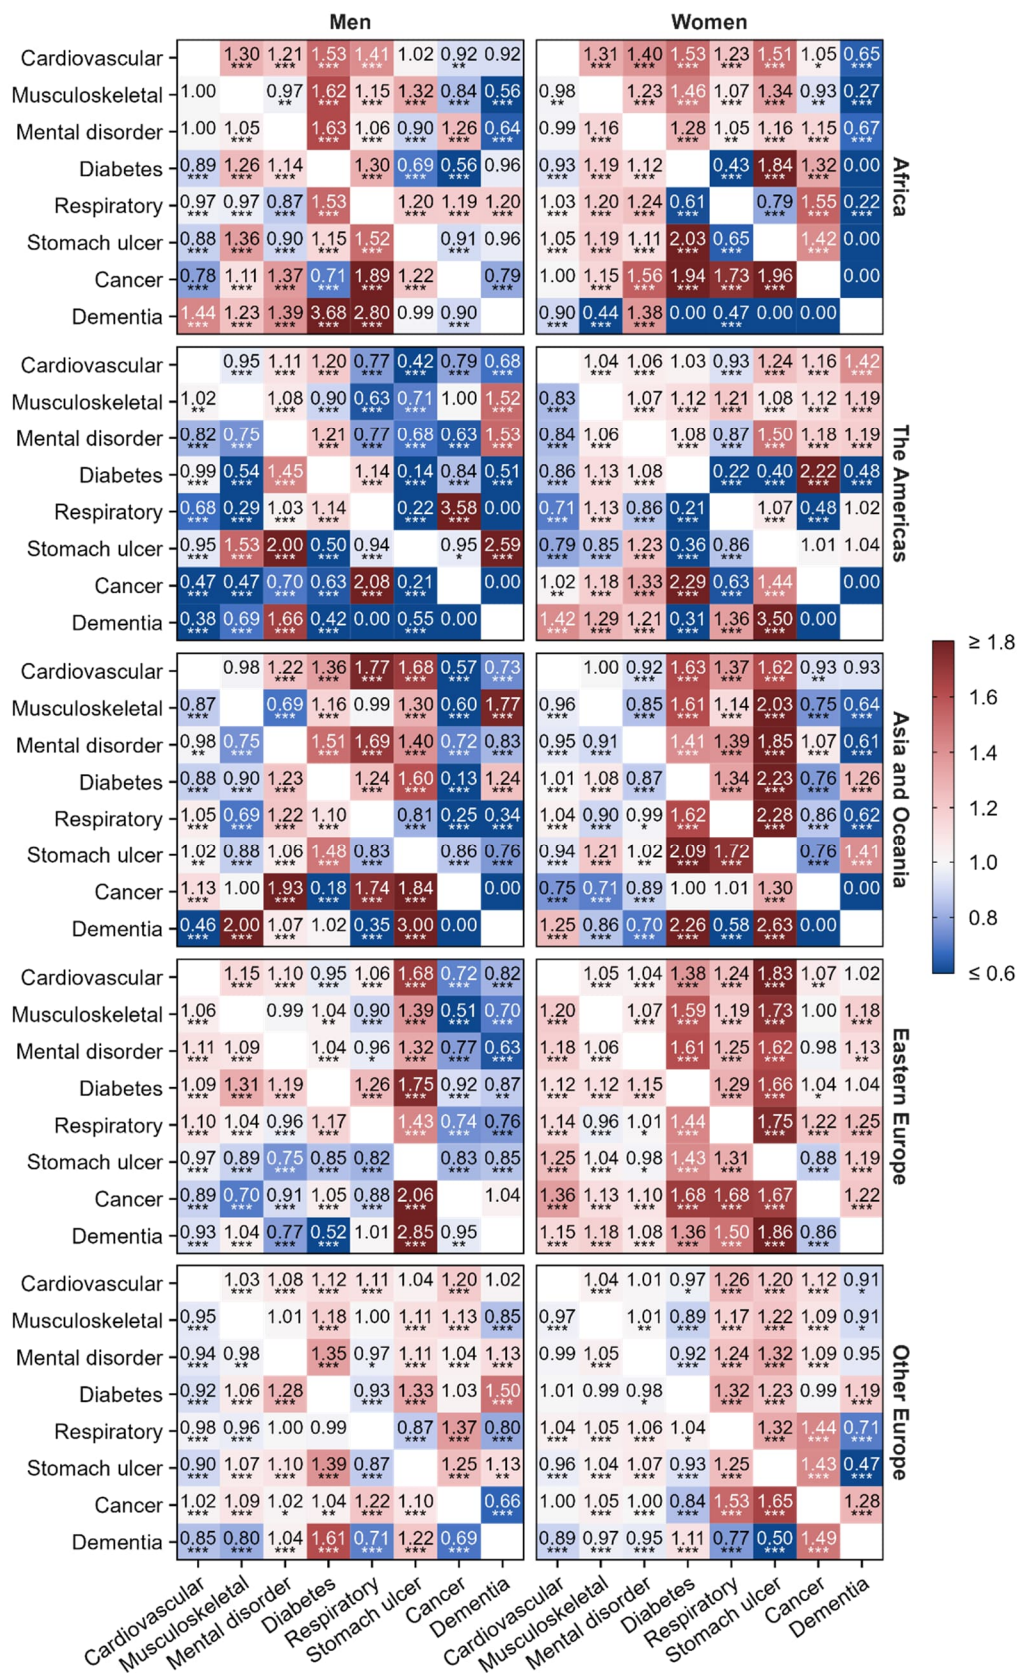 Men Women
Cardiovascular 1.30 1.21 1.53 1.41 1.02 0.92 0.92 1.31 1.40 1.53 1.23 1.51 1.05 0.65
*** *** *** *** ** *** *** *** *** *** * ***
Musculoskeletal 1.00 0.97 1.62 1.15 1.32 0.84 0.56 0.98 1.23 1.46 1.07 1.34 0.93 0.27
** *** *** *** *** *** ** *** *** *** *** ** ***
Mental disorder 1.00 1.05 1.63 1.06 0.90 1.26 0.64 0.99 1.16 1.28 1.05 1.16 1.15 0.67
*** *** *** *** *** *** *** *** ** *** *** ***
Diabetes 0.89 1.26 1.14 1.30 0.69 0.56 0.96 0.93 1.19 1.12 0.43 1.84 1.32 0.00
*** *** *** *** *** *** *** *** *** *** *** ***
Respiratory 0.97 0.97 0.87 1.53 1.20 1.19 1.20 1.03 1.20 1.24 0.61 0.79 1.55 0.22
*** *** *** *** *** *** *** *** *** *** *** *** *** ***
Stomach ulcer 0.88 1.36 0.90 1.15 1.52 0.91 0.96 1.05 1.19 1.11 2.03 0.65 1.42 0.00
*** *** *** *** *** *** *** *** *** *** *** ***
Cancer 0.78 1.11 1.37 0.71 1.89 1.22 0.79 1.00 1.15 1.56 1.94 1.73 1.96 0.00
*** *** *** *** *** *** *** *** *** *** *** ***
Dementia 1.44 1.23 1.39 3.68 2.80 0.99 0.90 0.90 0.44 1.38 0.00 0.47 0.00 0.00
*** *** *** *** *** *** *** *** *** ***
Africa
Cardiovascular 0.95 1.11 1.20 0.77 0.42 0.79 0.68 1.04 1.06 1.03 0.93 1.24 1.16 1.42
*** *** *** *** *** *** *** *** *** *** *** *** ***
Musculoskeletal 1.02 1.08 0.90 0.63 0.71 1.00 1.52 0.83 1.07 1.12 1.21 1.08 1.12 1.19
** *** *** *** *** *** *** *** *** *** *** *** ***
Mental disorder 0.82 0.75 1.21 0.77 0.68 0.63 1.53 0.84 1.06 1.08 0.87 1.50 1.18 1.19
*** *** *** *** *** *** *** *** *** *** *** *** *** ***
Diabetes 0.99 0.54 1.45 1.14 0.14 0.84 0.51 0.86 1.13 1.08 0.22 0.40 2.22 0.48
*** *** *** *** *** *** *** *** *** *** *** *** *** ***
Respiratory 0.68 0.29 1.03 1.14 0.22 3.58 0.00 0.71 1.13 0.86 0.21 1.07 0.48 1.02
*** *** *** *** *** *** *** *** *** *** *** ***
Stomach ulcer 0.95 1.53 2.00 0.50 0.94 0.95 2.59 0.79 0.85 1.23 0.36 0.86 1.01 1.04
*** *** *** *** *** * *** *** *** *** *** ***
Cancer 0.47 0.47 0.70 0.63 2.08 0.21 0.00 1.02 1.18 1.33 2.29 0.63 1.44 0.00
*** *** *** *** *** *** ** *** *** *** *** ***
Dementia 0.38 0.69 1.66 0.42 0.00 0.55 0.00 1.42 1.29 1.21 0.31 1.36 3.50 0.00
*** *** *** *** *** *** *** *** *** *** ***
The Americas
Cardiovascular 0.98 1.22 1.36 1.77 1.68 0.57 0.73 1.00 0.92 1.63 1.37 1.62 0.93 0.93
*** *** *** *** *** *** *** *** *** *** **
Musculoskeletal 0.87 0.69 1.16 0.99 1.30 0.60 1.77 0.96 0.85 1.61 1.14 2.03 0.75 0.64
*** *** *** *** *** *** *** *** *** *** *** *** ***
Mental disorder 0.98 0.75 1.51 1.69 1.40 0.72 0.83 0.95 0.91 1.41 1.39 1.85 1.07 0.61
** *** *** *** *** *** *** *** *** *** *** *** *** ***
Diabetes 0.88 0.90 1.23 1.24 1.60 0.13 1.24 1.01 1.08 0.87 1.34 2.23 0.76 1.26
*** *** *** *** *** *** *** *** *** *** *** *** *** ***
Respiratory 1.05 0.69 1.22 1.10 0.81 0.25 0.34 1.04 0.90 0.99 1.62 2.28 0.86 0.62
*** *** *** *** *** *** *** *** *** *** *** *** *** ***
Stomach ulcer 1.02 0.88 1.06 1.48 0.83 0.86 0.76 0.94 1.21 1.02 2.09 1.72 0.76 1.41
** *** *** *** *** *** *** *** *** ** *** *** *** ***
Cancer 1.13 1.00 1.93 0.18 1.74 1.84 0.00 0.75 0.71 0.89 1.00 1.01 1.30 0.00
*** *** *** *** *** *** *** *** ***
Dementia 0.46 2.00 1.07 1.02 0.35 3.00 0.00 1.25 0.86 0.70 2.26 0.58 2.63 0.00
*** *** *** *** *** *** *** *** *** *** ***
Asia and Oceania
≥ 1.8
1.6
1.4
1.2
1.0
0.8
≤ 0.6
Cardiovascular 1.15 1.10 0.95 1.06 1.68 0.72 0.82 1.05 1.04 1.38 1.24 1.83 1.07 1.02
*** *** *** *** *** *** *** *** *** *** *** *** **
Musculoskeletal 1.06 0.99 1.04 0.90 1.39 0.51 0.70 1.20 1.07 1.59 1.19 1.73 1.00 1.18
*** ** *** *** *** *** *** *** *** *** *** ***
Mental disorder 1.11 1.09 1.04 0.96 1.32 0.77 0.63 1.18 1.06 1.61 1.25 1.62 0.98 1.13
*** *** *** * *** *** *** *** *** *** *** *** **
Diabetes 1.09 1.31 1.19 1.26 1.75 0.92 0.87 1.12 1.12 1.15 1.29 1.66 1.04 1.04
*** *** *** *** *** *** ** *** *** *** *** *** *
Respiratory 1.10 1.04 0.96 1.17 1.43 0.74 0.76 1.14 0.96 1.01 1.44 1.75 1.22 1.25
*** *** *** *** *** *** *** *** *** * *** *** *** ***
Stomach ulcer 0.97 0.89 0.75 0.85 0.82 0.83 0.85 1.25 1.04 0.98 1.43 1.31 0.88 1.19
*** *** *** *** *** *** *** *** *** * *** *** *** ***
Cancer 0.89 0.70 0.91 1.05 0.88 2.06 1.04 1.36 1.13 1.10 1.68 1.68 1.67 1.22
*** *** *** *** *** *** *** *** *** *** *** *** ***
Dementia 0.93 1.04 0.77 0.52 1.01 2.85 0.95 1.15 1.18 1.08 1.36 1.50 1.86 0.86
*** *** *** *** *** ** *** *** *** *** *** *** ***
Eastern Europe
Cardiovascular 1.03 1.08 1.12 1.11 1.04 1.20 1.02 1.04 1.01 0.97 1.26 1.20 1.12 0.91
*** *** *** *** *** *** * *** *** *** *
Musculoskeletal 0.95 1.01 1.18 1.00 1.11 1.13 0.85 0.97 1.01 0.89 1.17 1.22 1.09 0.91
*** *** *** *** *** *** ** *** *** *** *** *
Mental disorder 0.94 0.98 1.35 0.97 1.11 1.04 1.13 0.99 1.05 0.92 1.24 1.32 1.09 0.95
*** ** *** * *** *** *** *** *** *** *** ***
Diabetes 0.92 1.06 1.28 0.93 1.33 1.03 1.50 1.01 0.99 0.98 1.32 1.23 0.99 1.19
*** *** *** *** *** *** * *** *** ***
Respiratory 0.98 0.96 1.00 0.99 0.87 1.37 0.80 1.04 1.05 1.06 1.04 1.32 1.44 0.71
*** *** *** *** *** *** *** *** * *** *** ***
Stomach ulcer 0.90 1.07 1.10 1.39 0.87 1.25 1.13 0.96 1.04 1.07 0.93 1.25 1.43 0.47
*** *** *** *** *** *** ** *** *** *** *** *** *** ***
Cancer 1.02 1.09 1.02 1.04 1.22 1.10 0.66 1.00 1.05 1.00 0.84 1.53 1.65 1.28
*** *** * ** *** *** *** *** *** *** *** *** ***
Dementia 0.85 0.80 1.04 1.61 0.71 1.22 0.69 0.89 0.97 0.95 1.11 0.77 0.50 1.49
*** *** *** *** *** *** *** *** *** *** *** *** *** ***
Other Europe
Cardiovascular Musculoskeletal Mental disorder Diabetes Respiratory Stomach ulcer Cancer Dementia Cardiovascular Musculoskeletal Mental disorder Diabetes Respiratory Stomach ulcer Cancer Dementia